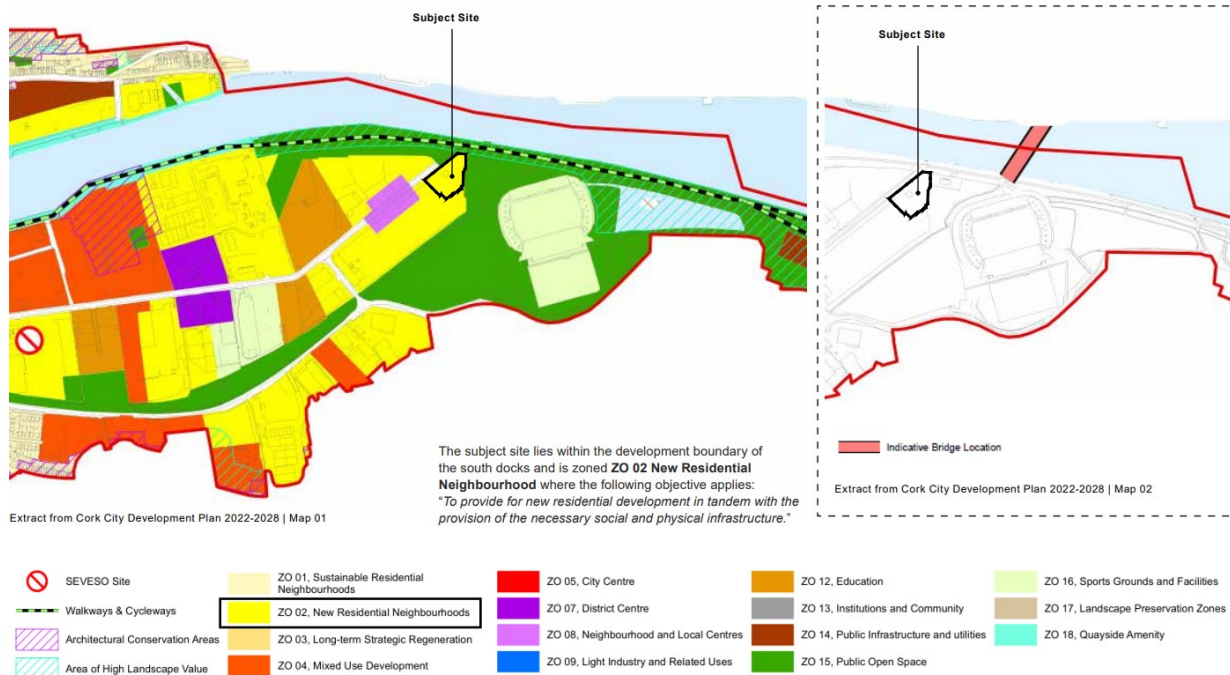 Subject Site
Subject Site
The subject site lies within the development boundary of
the south docks and is zoned ZO 02 New Residential
Neighbourhood where the following objective applies:
“To provide for new residential development in tandem with the
provision of the necessary social and physical infrastructure.”
Extract from Cork City Development Plan 2022-2028 | Map 01
Indicative Bridge Location
Extract from Cork City Development Plan 2022-2028 | Map 02
SEVESO Site
Walkways & Cycleways
Architectural Conservation Areas
Area of High Landscape Value
ZO 01, Sustainable Residential
Neighbourhoods
ZO 02, New Residential Neighbourhoods
ZO 03, Long-term Strategic Regeneration
ZO 04, Mixed Use Development
ZO 05, City Centre
ZO 07, District Centre
ZO 08, Neighbourhood and Local Centres
ZO 09, Light Industry and Related Uses
ZO 12, Education
ZO 13, Institutions and Community
ZO 14, Public Infrastructure and utilities
ZO 15, Public Open Space
ZO 16, Sports Grounds and Facilities
ZO 17, Landscape Preservation Zones
ZO 18, Quayside Amenity